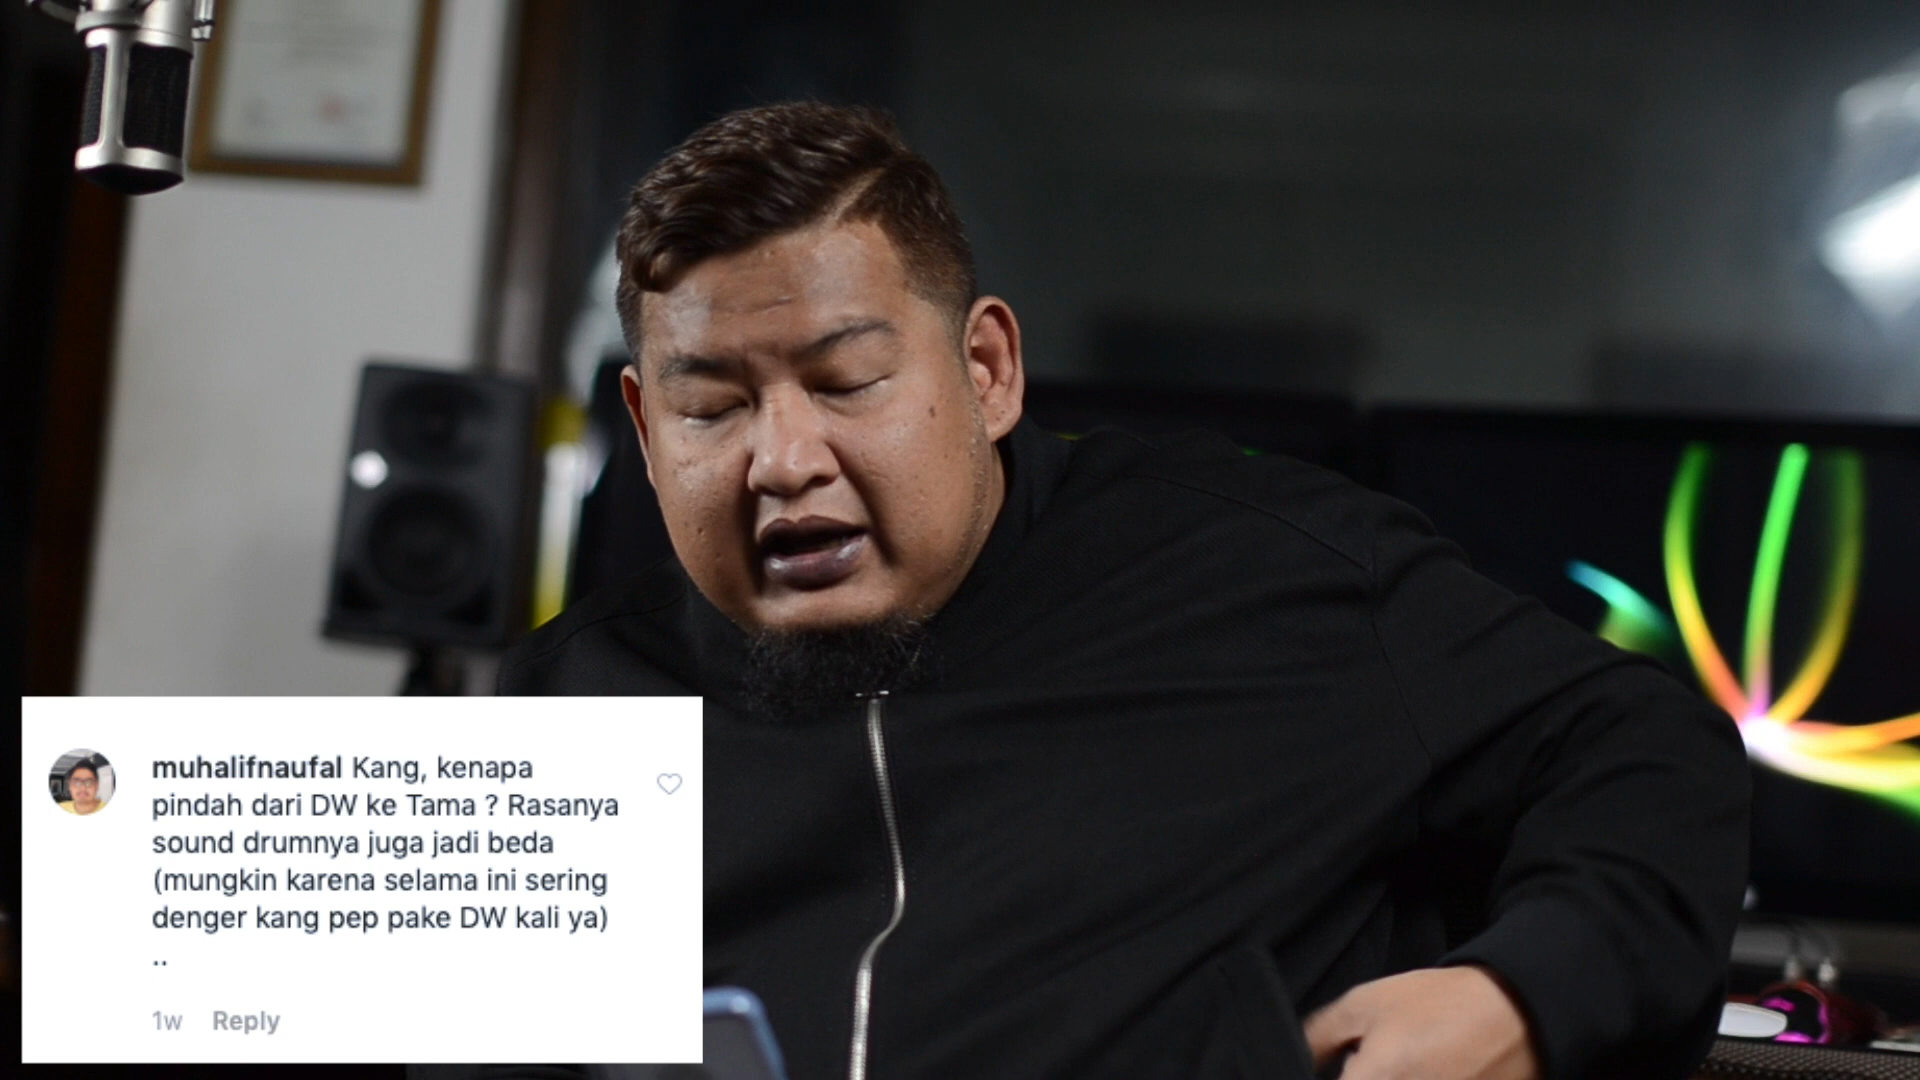 muhalifnaufal Kang, kenapa
pindah dari DW ke Tama ? Rasanya
sound drumnya juga jadi beda
(mungkin karena selama ini sering
denger kang pep pake DW kali ya)
..
1w Reply